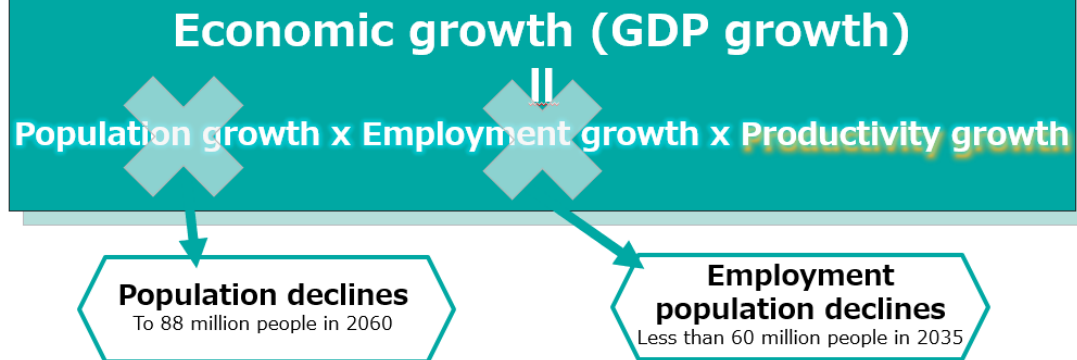 Economic growth (GDP growth)
=
Population growth x Employment growth x Productivity growth
Population declines
To 88 million people in 2060
Employment
population declines
Less than 60 million people in 2035